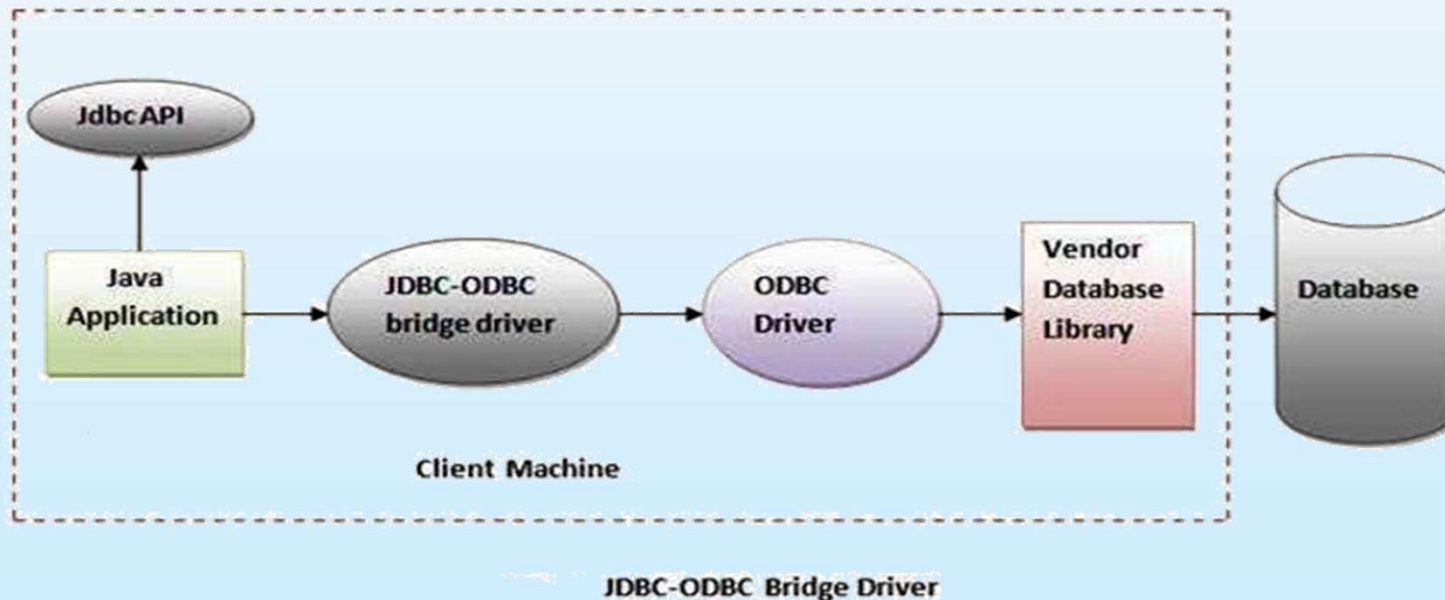 Jdbc API
Java
Application
JDBC-ODBC
bridge driver
ODBC
Driver
Vendor
Database
Library
Database
Client Machine
JDBC-ODBC Bridge Driver